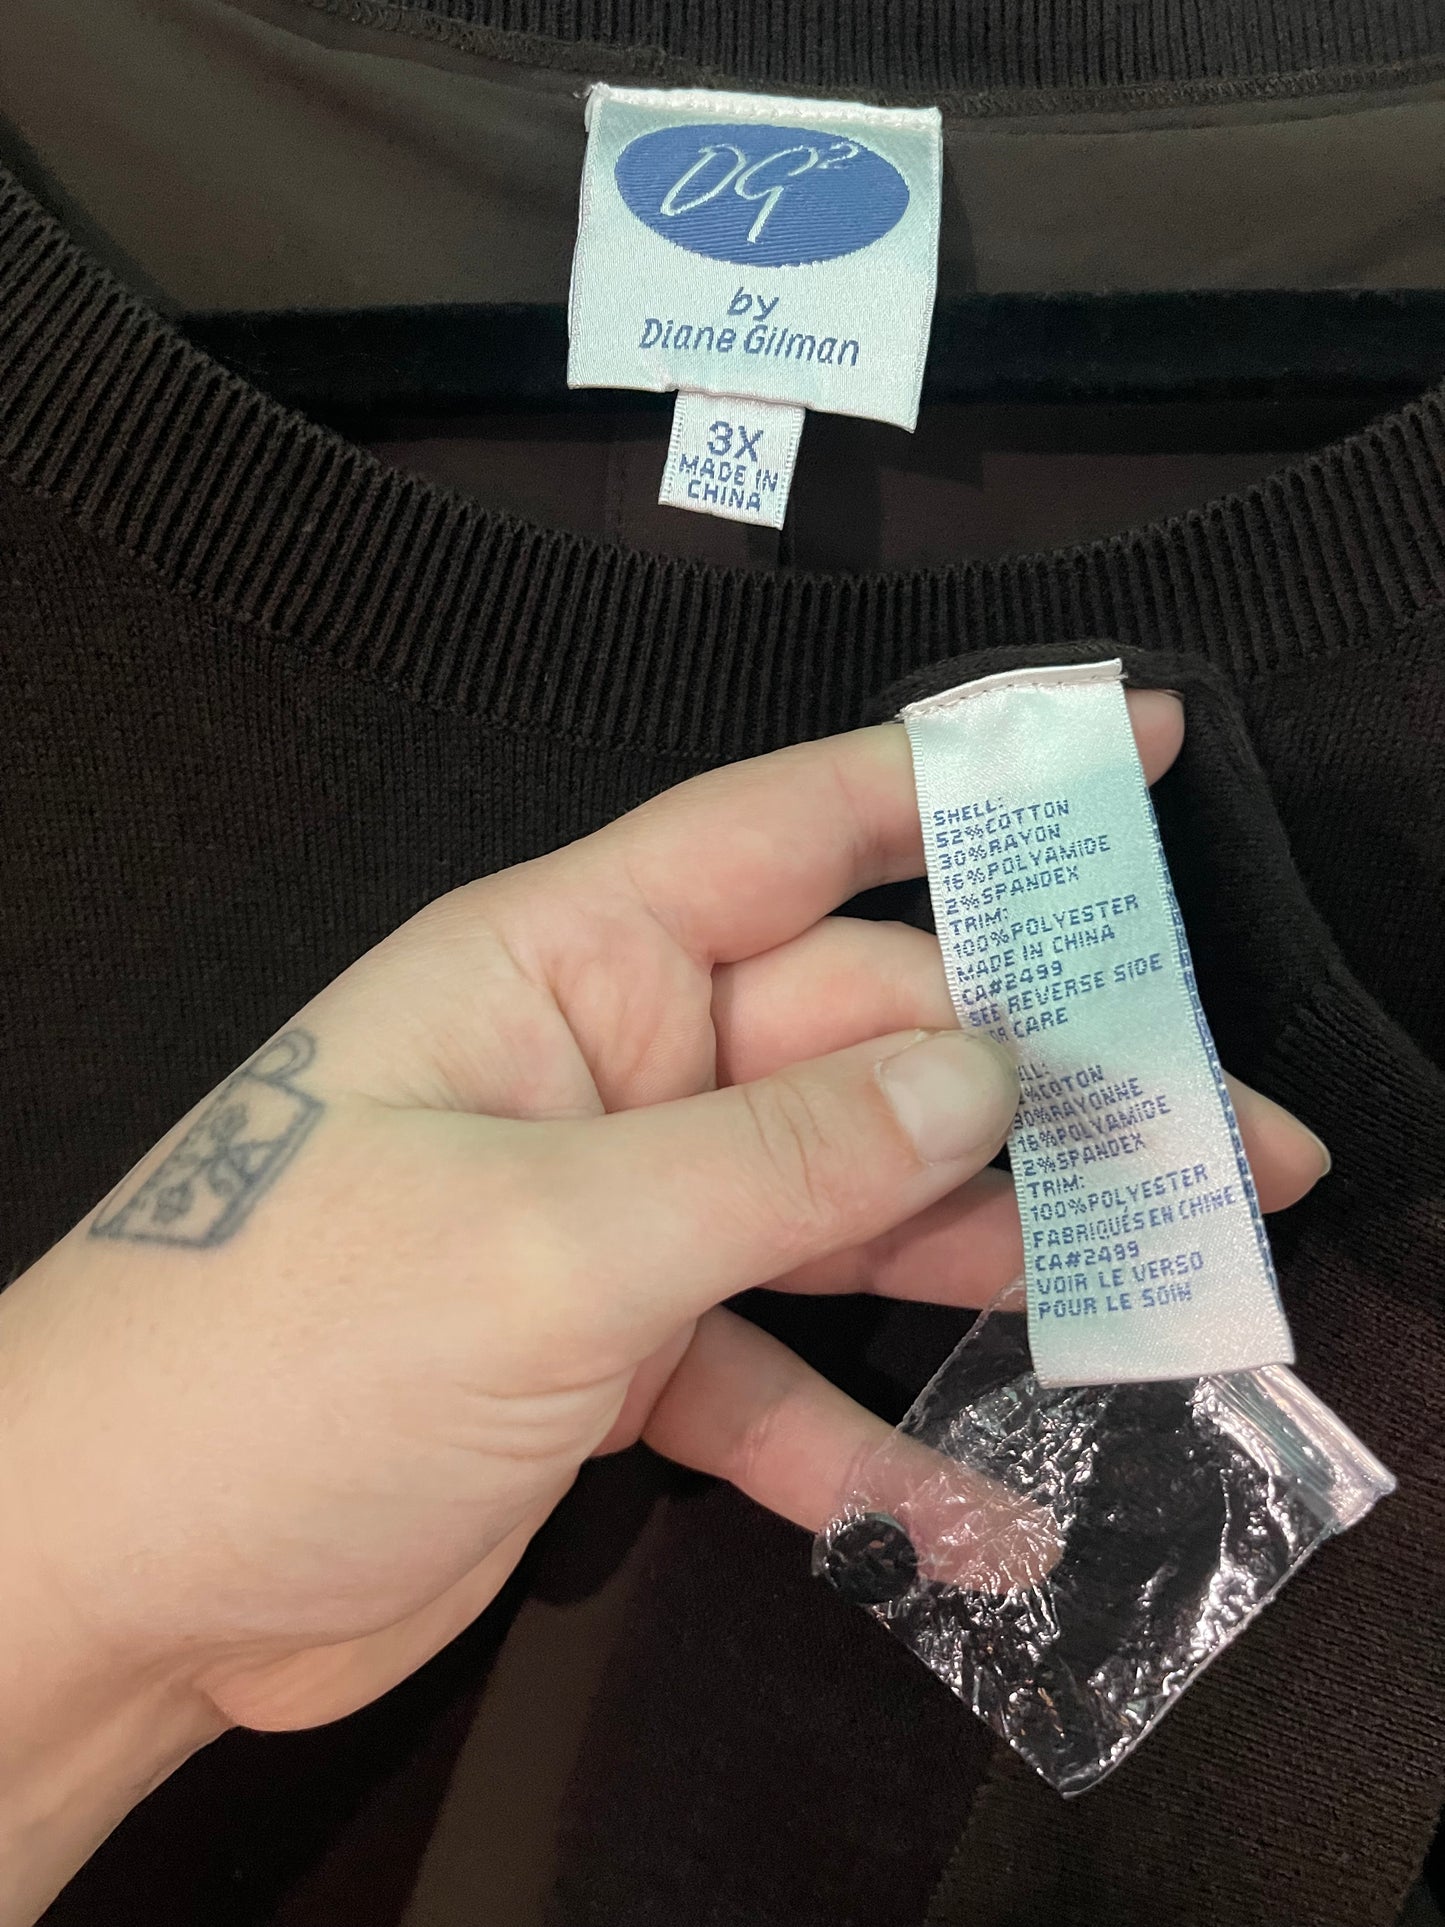 DG²
by
Diane Gilman
3X
MADE IN
CHINA
SHELL:
52%COTTON
30%RAYON
16%POLYAMIDE
2%SPANDEX
TRIM:
100%POLYESTER
MADE IN CHINA
CA#2499
SEE REVERSE SIDE
CARE
%COTON
30%RAYONNE
16%POLYAMIDE
2%SPANDEX
TRIM:
100%POLYESTER
FABRIQUÉS EN CHINE
CA#2499
VOIR LE VERSO
POUR LE SOIN